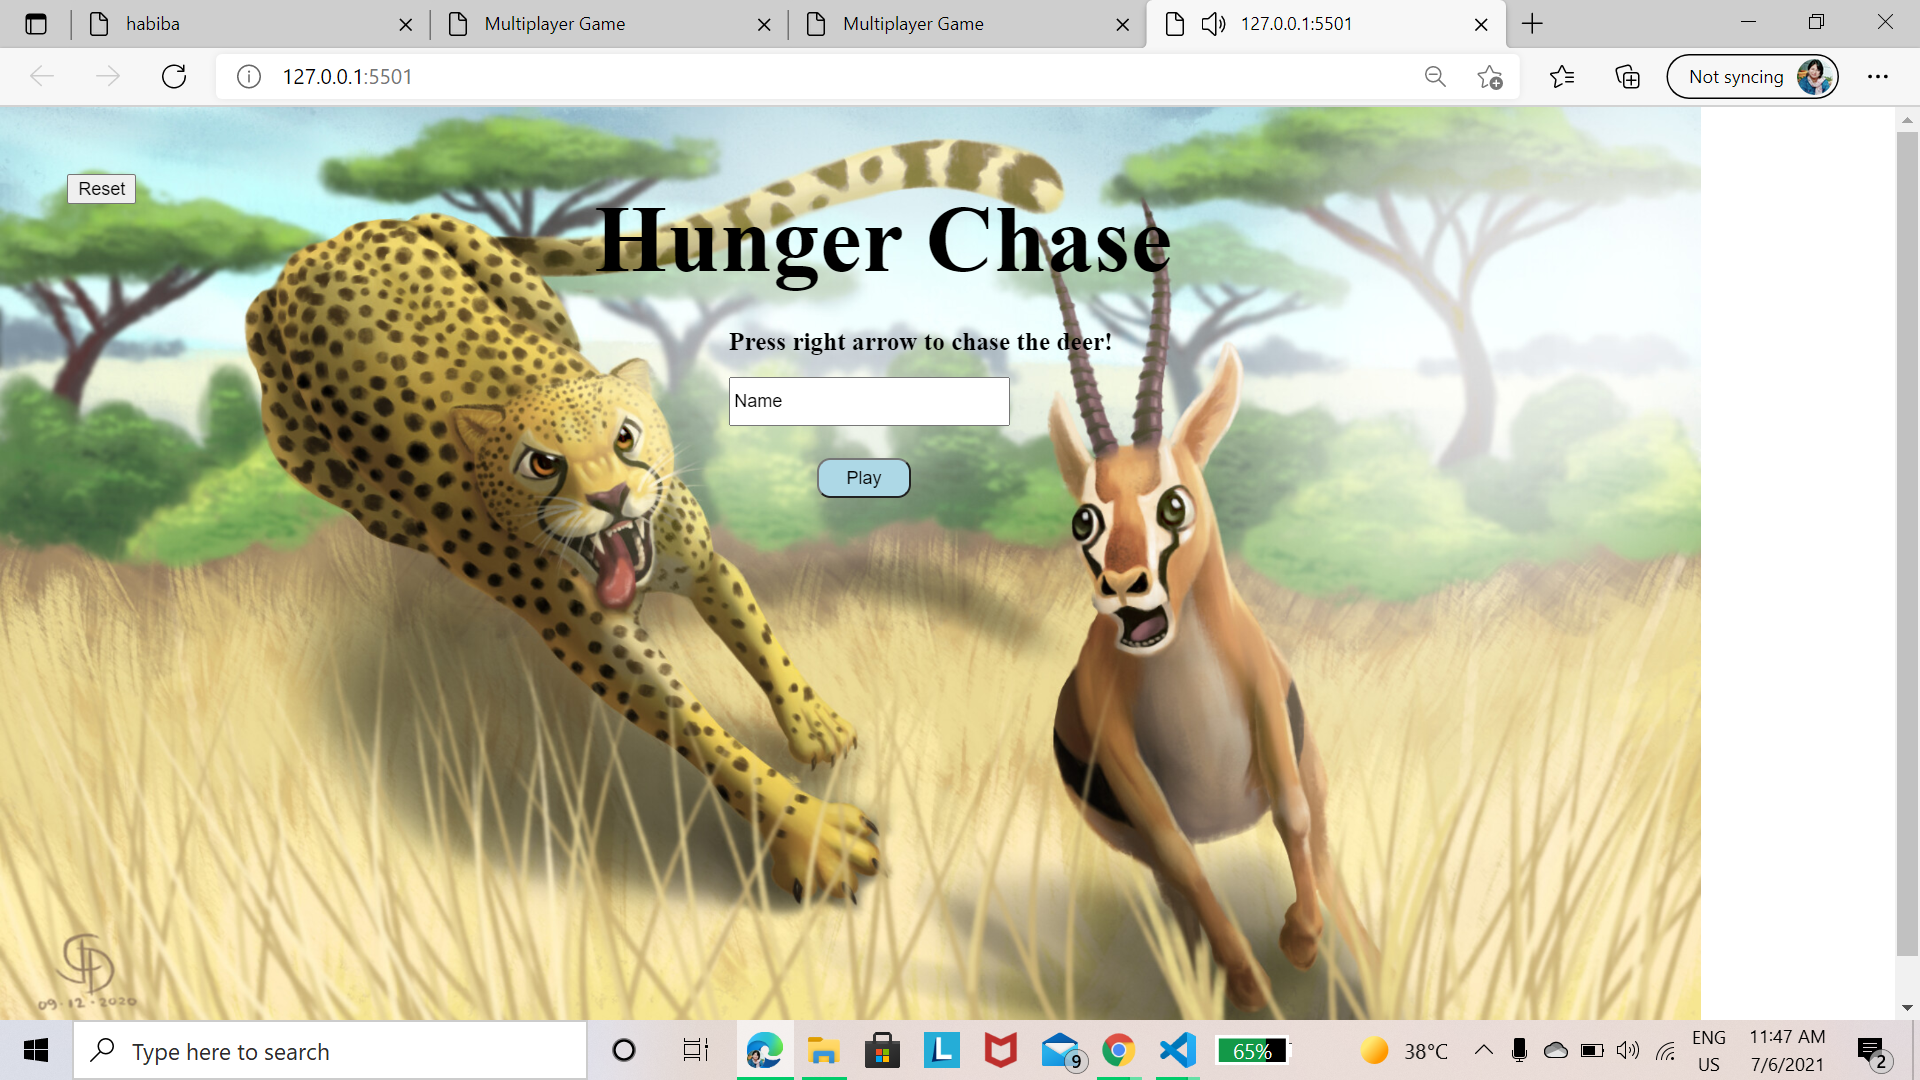 habiba
Multiplayer Game
Multiplayer Game
127.0.0.1:5501
127.0.0.1:5501
Not syncing
Reset
Hunger Chase
Press right arrow to chase the deer!
Name
Play
09.12.2020
Type here to search
L
9
65%
38°C
ENG
US
11:47 AM
7/6/2021
2